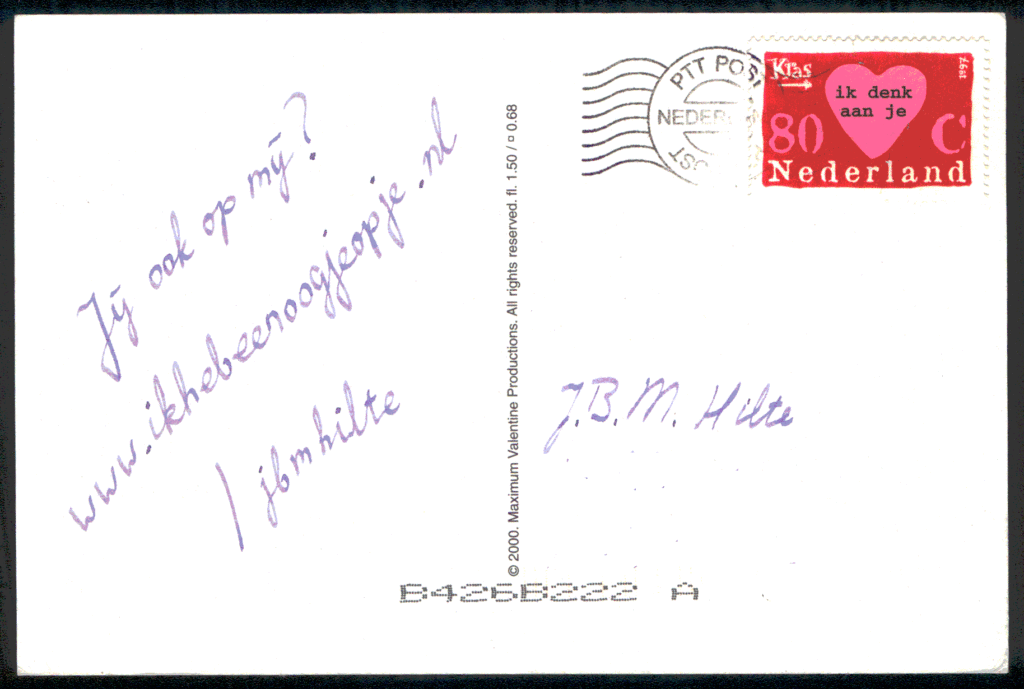 Jij ook op mij?
www.ikhebeenoogjeopje.nl
/jbmhilte
© 2000. Maximum Valentine Productions. All rights reserved. fl. 1.50 / ¤ 0.68
PTT POST
NEDER
Kras
→
1997
ik denk
aan je
80 C
Nederland
J.B.M. Hilte
B426B222 A